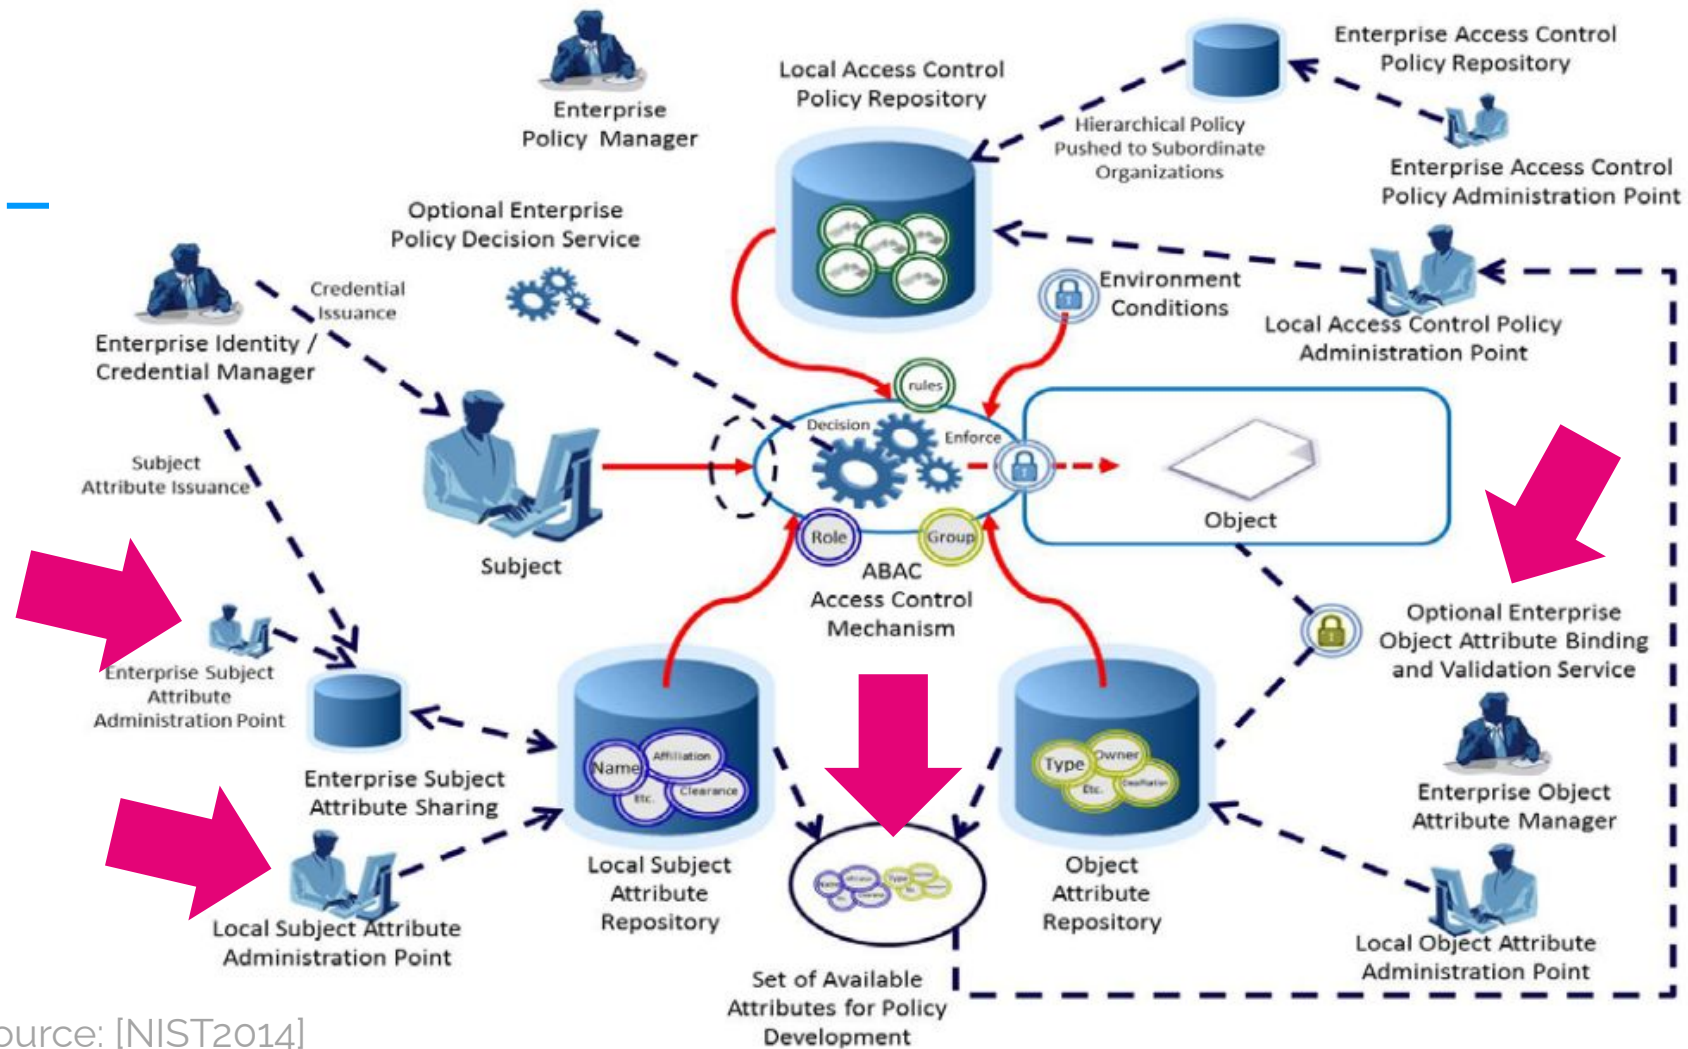 Enterprise
Policy Manager
Local Access Control
Policy Repository
Enterprise Access Control
Policy Repository
Hierarchical Policy
Pushed to Subordinate
Organizations
Enterprise Access Control
Policy Administration Point
Optional Enterprise
Policy Decision Service
Credential
Issuance
Enterprise Identity /
Credential Manager
Environment
Conditions
Local Access Control Policy
Administration Point
rules
Decision
Enforce
Subject
Attribute Issuance
Subject
Role
Group
ABAC
Access Control
Mechanism
Object
Optional Enterprise
Object Attribute Binding
and Validation Service
Enterprise Subject
Attribute
Administration Point
Enterprise Subject
Attribute Sharing
Name
Affiliation
Etc.
Clearance
Type
Owner
Etc.
Enterprise Object
Attribute Manager
Local Subject
Attribute
Repository
Object
Attribute
Repository
Local Subject Attribute
Administration Point
Local Object Attribute
Administration Point
Set of Available
Attributes for Policy
Development
ource: [NIST2014]